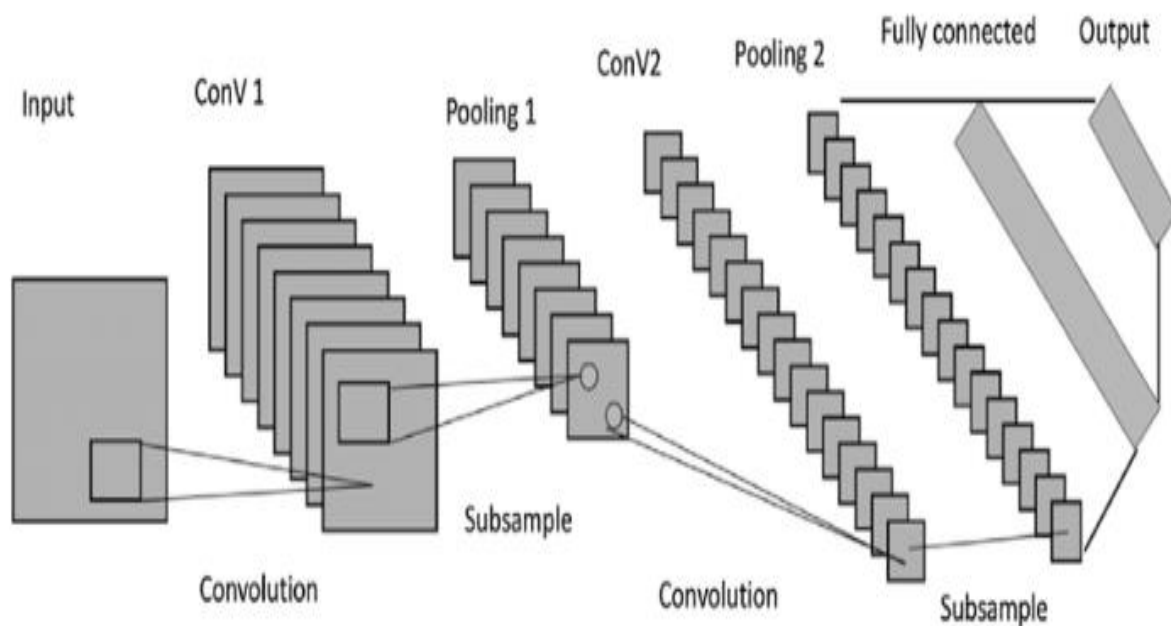 Input
ConV 1
Pooling 1
ConV2
Pooling 2
Fully connected
Output
Subsample
Convolution
Convolution
Subsample